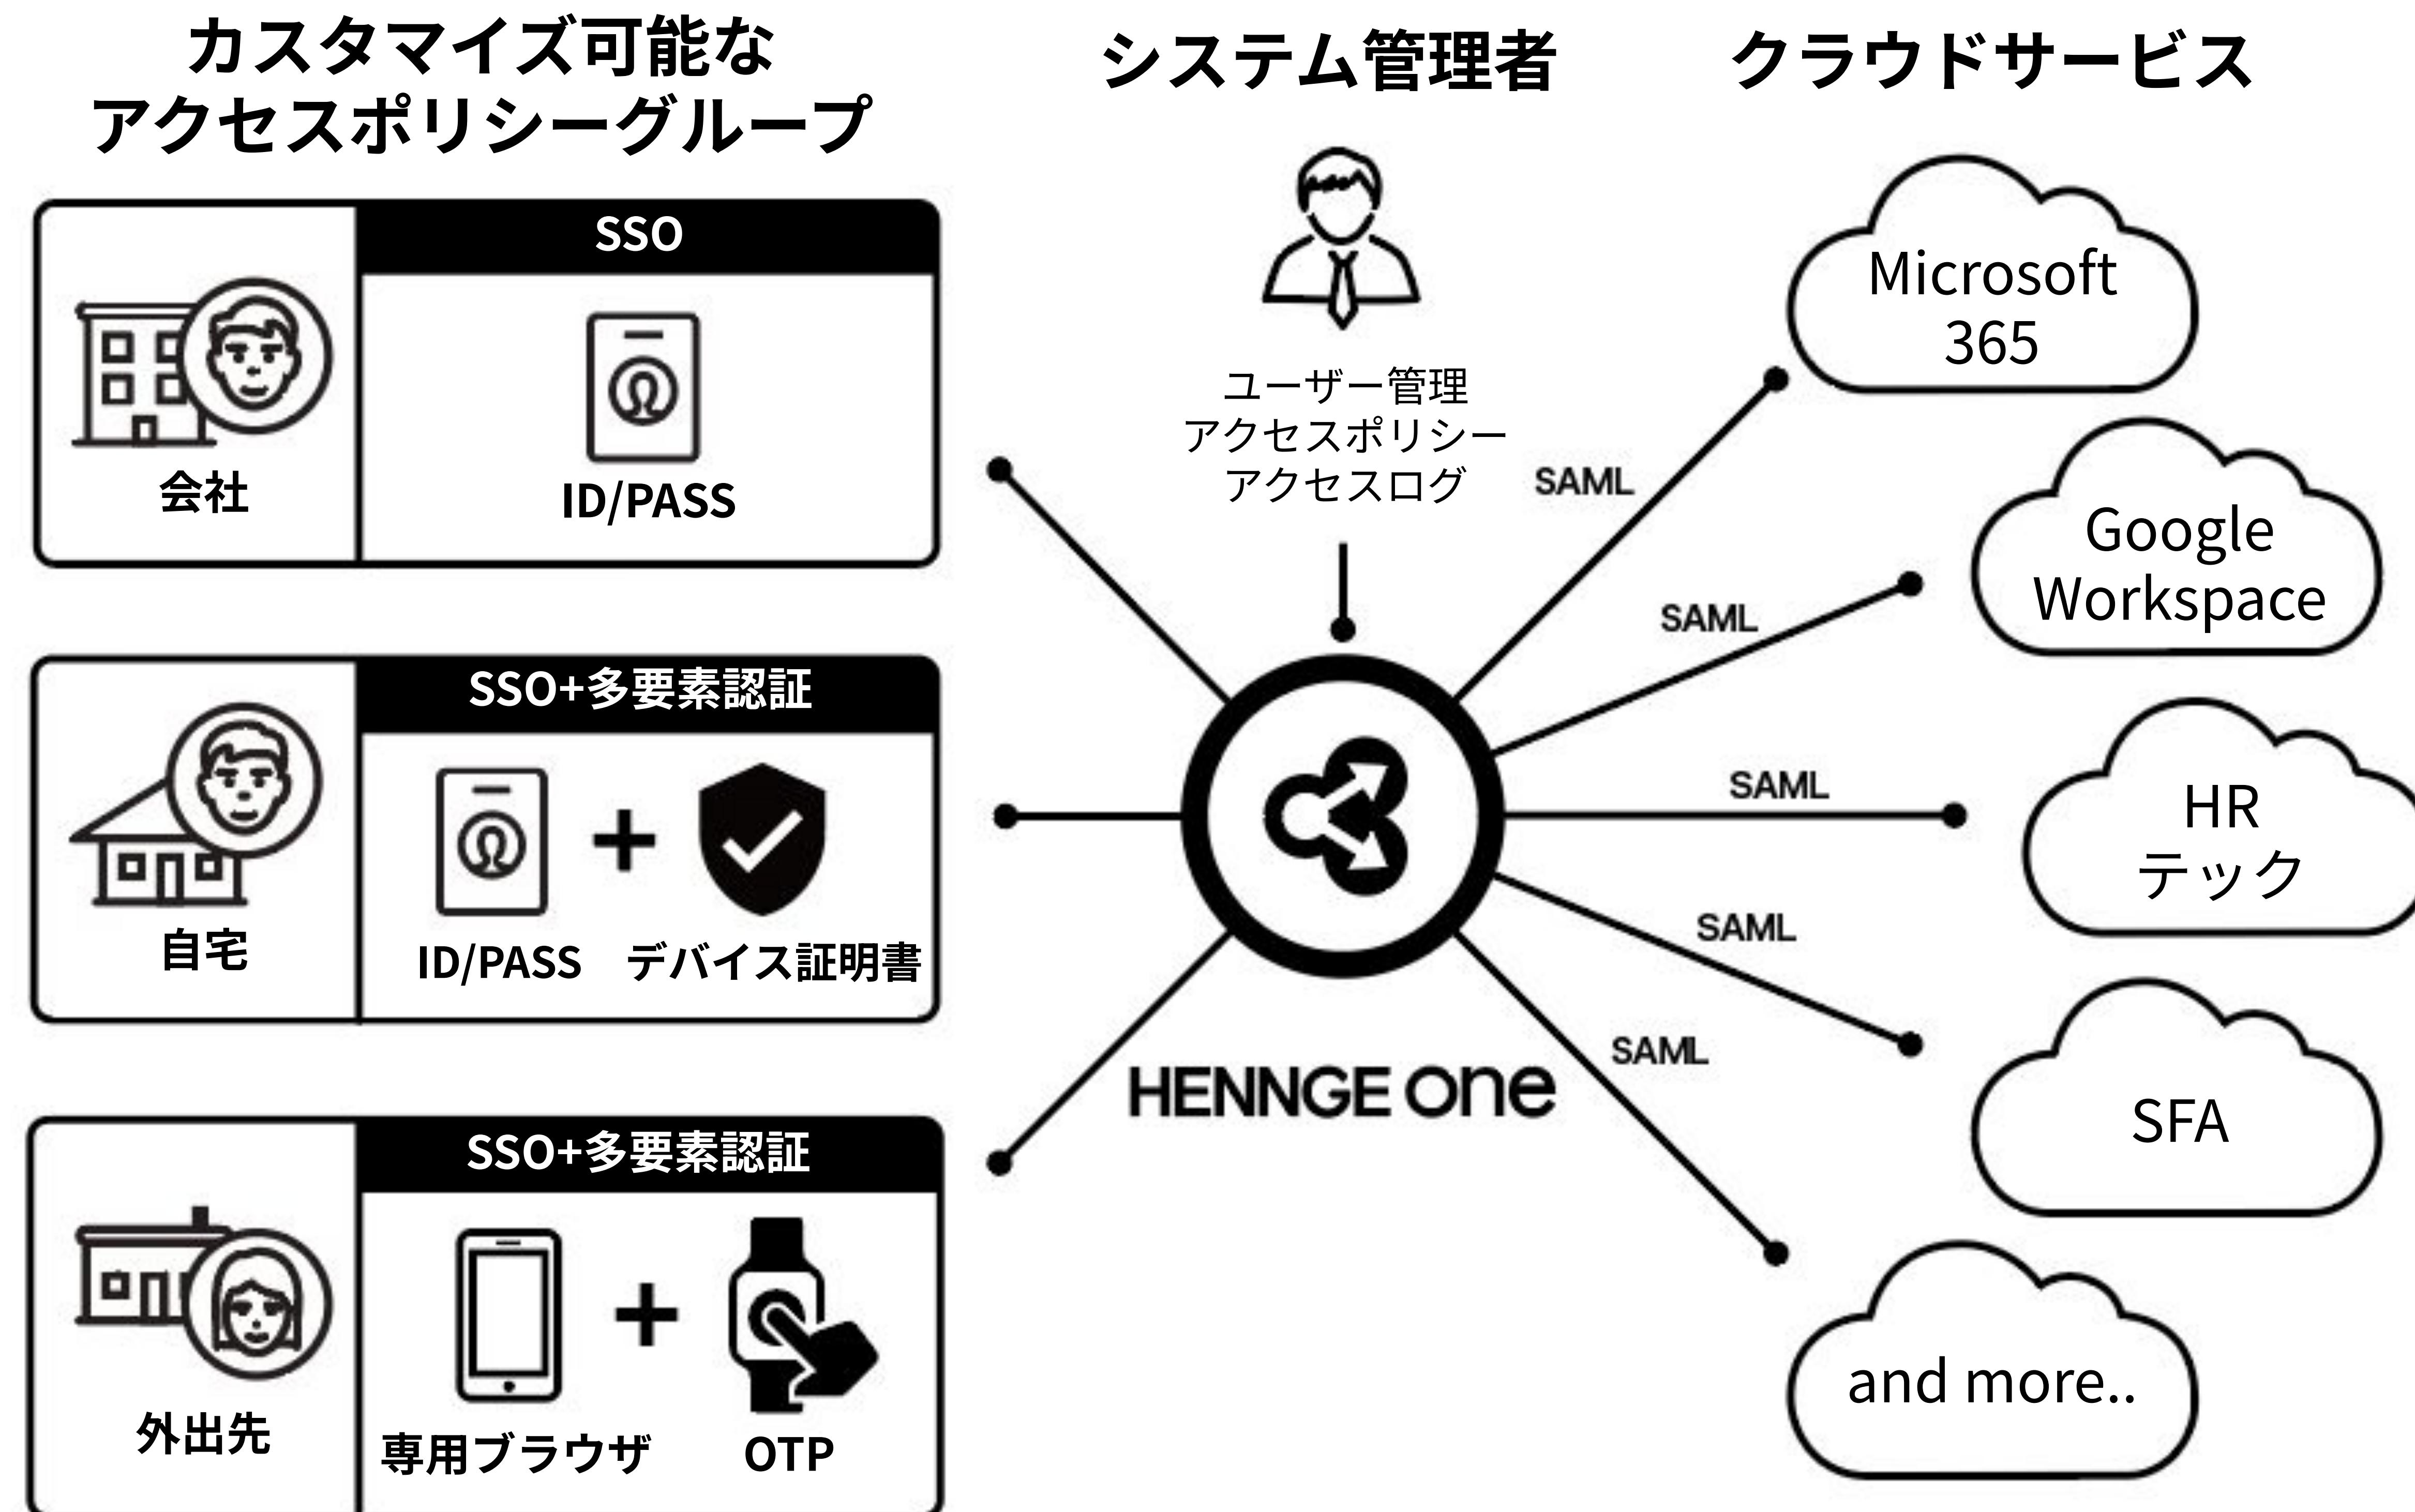 カスタマイズ可能な
アクセスポリシーグループ
SSO
会社
ID/PASS
SSO+多要素認証
自宅
ID/PASS
デバイス証明書
SSO+多要素認証
外出先
専用ブラウザ
OTP
システム管理者
ユーザー管理
アクセスポリシー
アクセスログ
HENNGE one
SAML
SAML
SAML
SAML
SAML
クラウドサービス
Microsoft
365
Google
Workspace
HR
テック
SFA
and more..